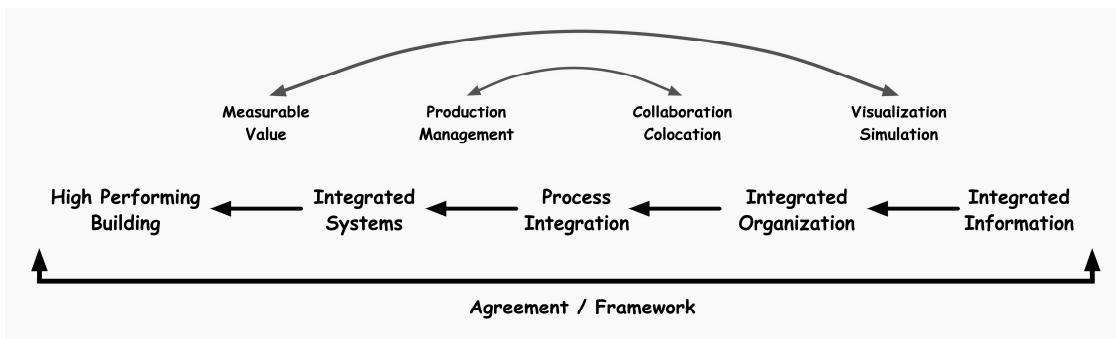 Measurable
Value
Production
Management
Collaboration
Colocation
Visualization
Simulation
High Performing
Building
Integrated
Systems
Process
Integration
Integrated
Organization
Integrated
Information
Agreement / Framework